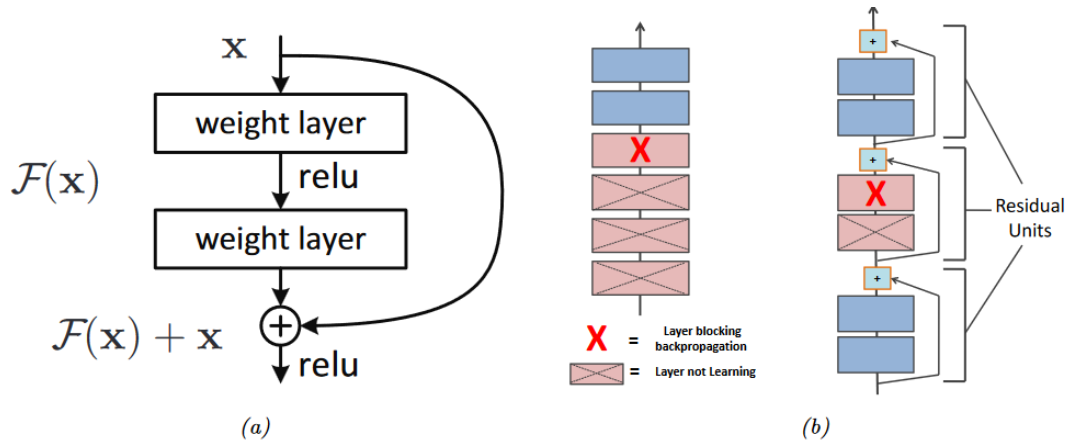 x
weight layer
F(x)
relu
weight layer
F(x) + x
+
relu
(a)
X
X
=
Layer blocking
backpropagation
=
Layer not Learning
+
+
X
+
Residual
Units
(b)